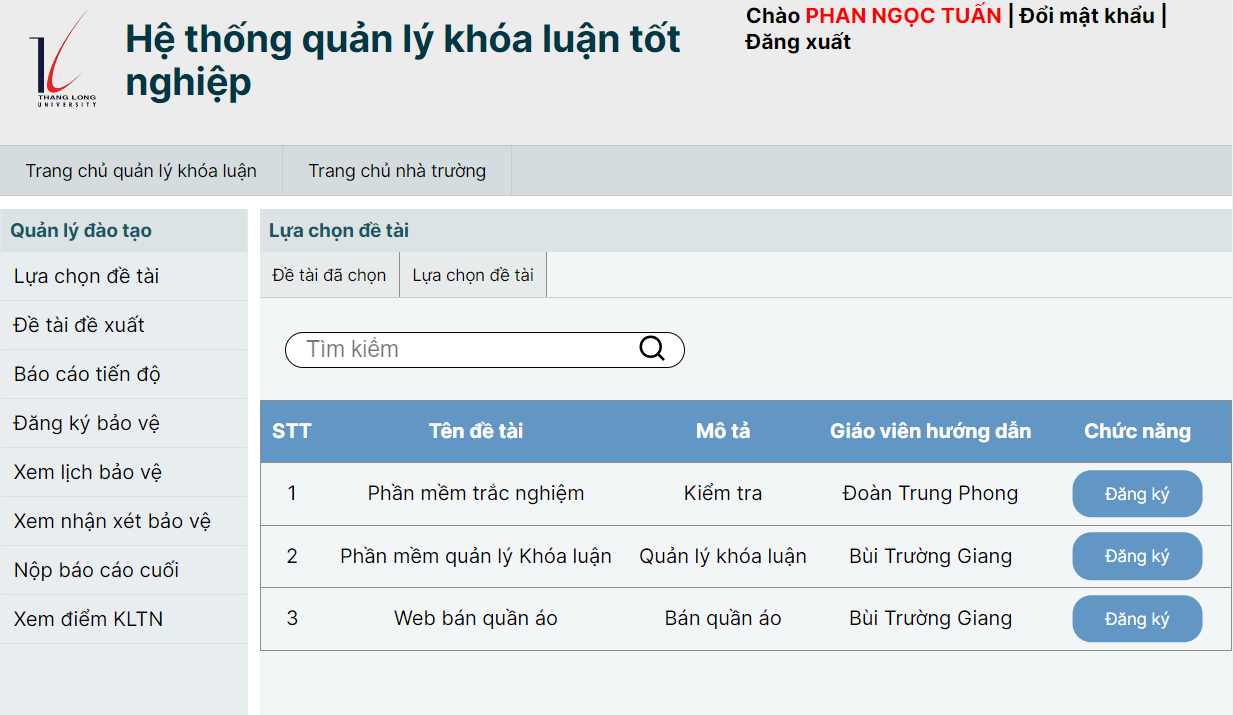 THANG LONG
UNIVERSITY
Hệ thống quản lý khóa luận tốt
nghiệp
Chào PHAN NGỌC TUẤN | Đổi mật khẩu |
Đăng xuất
Trang chủ quản lý khóa luận
Trang chủ nhà trường
Quản lý đào tạo
Lựa chọn đề tài
Đề tài đề xuất
Báo cáo tiến độ
Đăng ký bảo vệ
Xem lịch bảo vệ
Xem nhận xét bảo vệ
Nộp báo cáo cuối
Xem điểm KLTN
Lựa chọn đề tài
Đề tài đã chọn
Lựa chọn đề tài
Tìm kiếm
STT Tên đề tài Mô tả Giáo viên hướng dẫn Chức năng
1 Phần mềm trắc nghiệm Kiểm tra Đoàn Trung Phong Đăng ký
2 Phần mềm quản lý Khóa luận Quản lý khóa luận Bùi Trường Giang Đăng ký
3 Web bán quần áo Bán quần áo Bùi Trường Giang Đăng ký